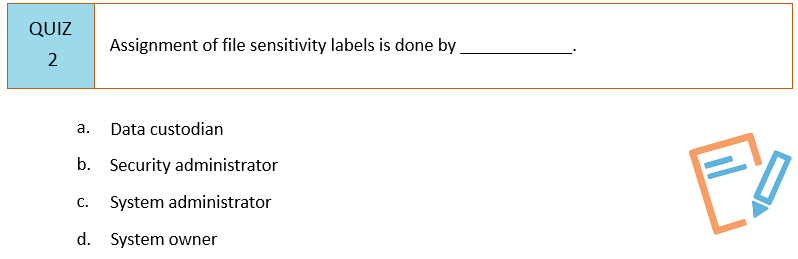 QUIZ
2
Assignment of file sensitivity labels is done by ____________.
a. Data custodian
b. Security administrator
c. System administrator
d. System owner